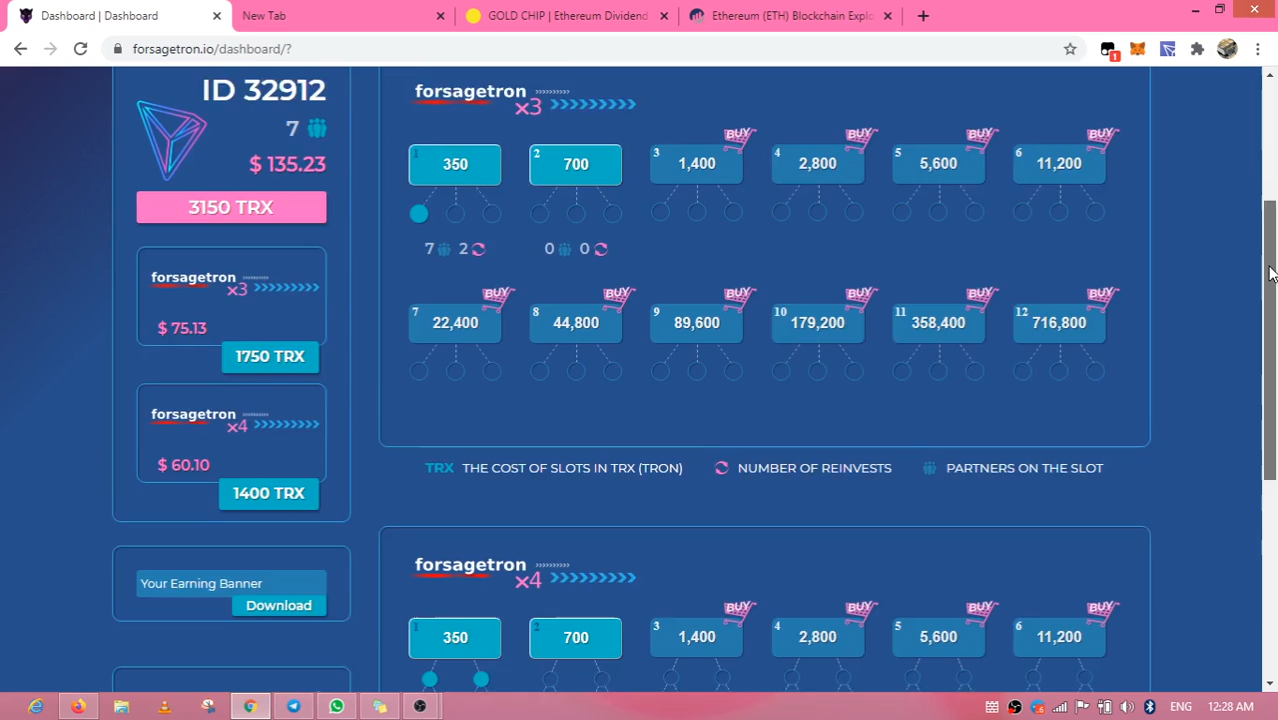 Dashboard | Dashboard
New Tab
GOLD CHIP | Ethereum Dividend
Ethereum (ETH) Blockchain Explo
forsagetron.io/dashboard/?
1
ID 32912
7
$ 135.23
3150 TRX
forsagetron
x3
$ 75.13
1750 TRX
forsagetron
x4
$ 60.10
1400 TRX
Your Earning Banner
Download
forsagetron
x3
BUY BUY BUY BUY
1 350 2 700 3 1,400 4 2,800 5 5,600 6 11,200
7 2 0 0
BUY BUY BUY BUY BUY BUY
7 22,400 8 44,800 9 89,600 10 179,200 11 358,400 12 716,800
TRX THE COST OF SLOTS IN TRX (TRON) NUMBER OF REINVESTS PARTNERS ON THE SLOT
forsagetron
x4
BUY BUY BUY BUY
1 350 2 700 3 1,400 4 2,800 5 5,600 6 11,200
ENG 12:28 AM